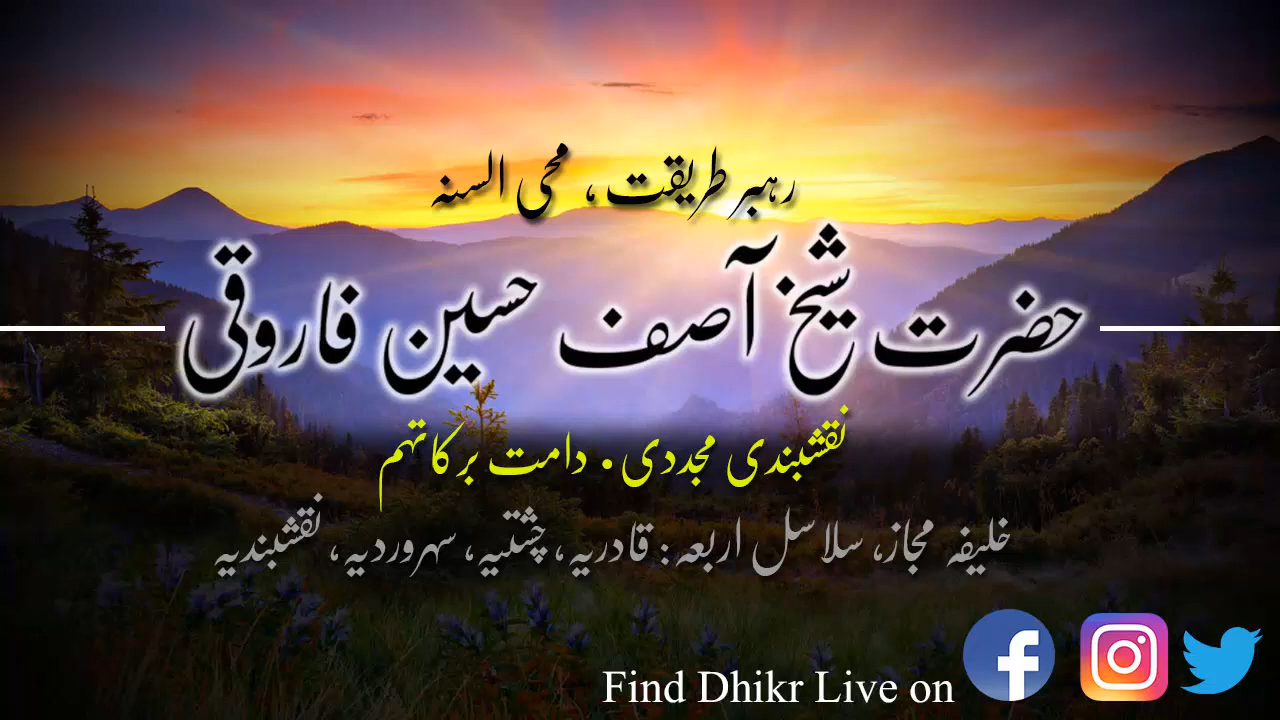 رہبر طریقت، محی السنہ
حضرت شیخ آصف حسین فاروقی
نقشبندی مجددی۔ دامت برکاتہم
خلیفہ مجاز، سلاسل اربعہ: قادریہ، چشتیہ، سہروردیہ، نقشبندیہ
Find Dhikr Live on